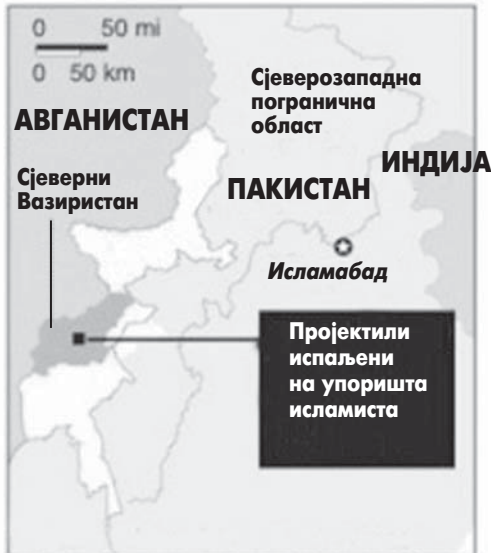 0 50 mi
0 50 km
Сјеверозападна
погранична
област
АВГАНИСТАН
ИНДИЈА
Сјеверни
Вазиристан
ПАКИСТАН
Исламабад
Пројектили
испаљени
на упоришта
исламиста